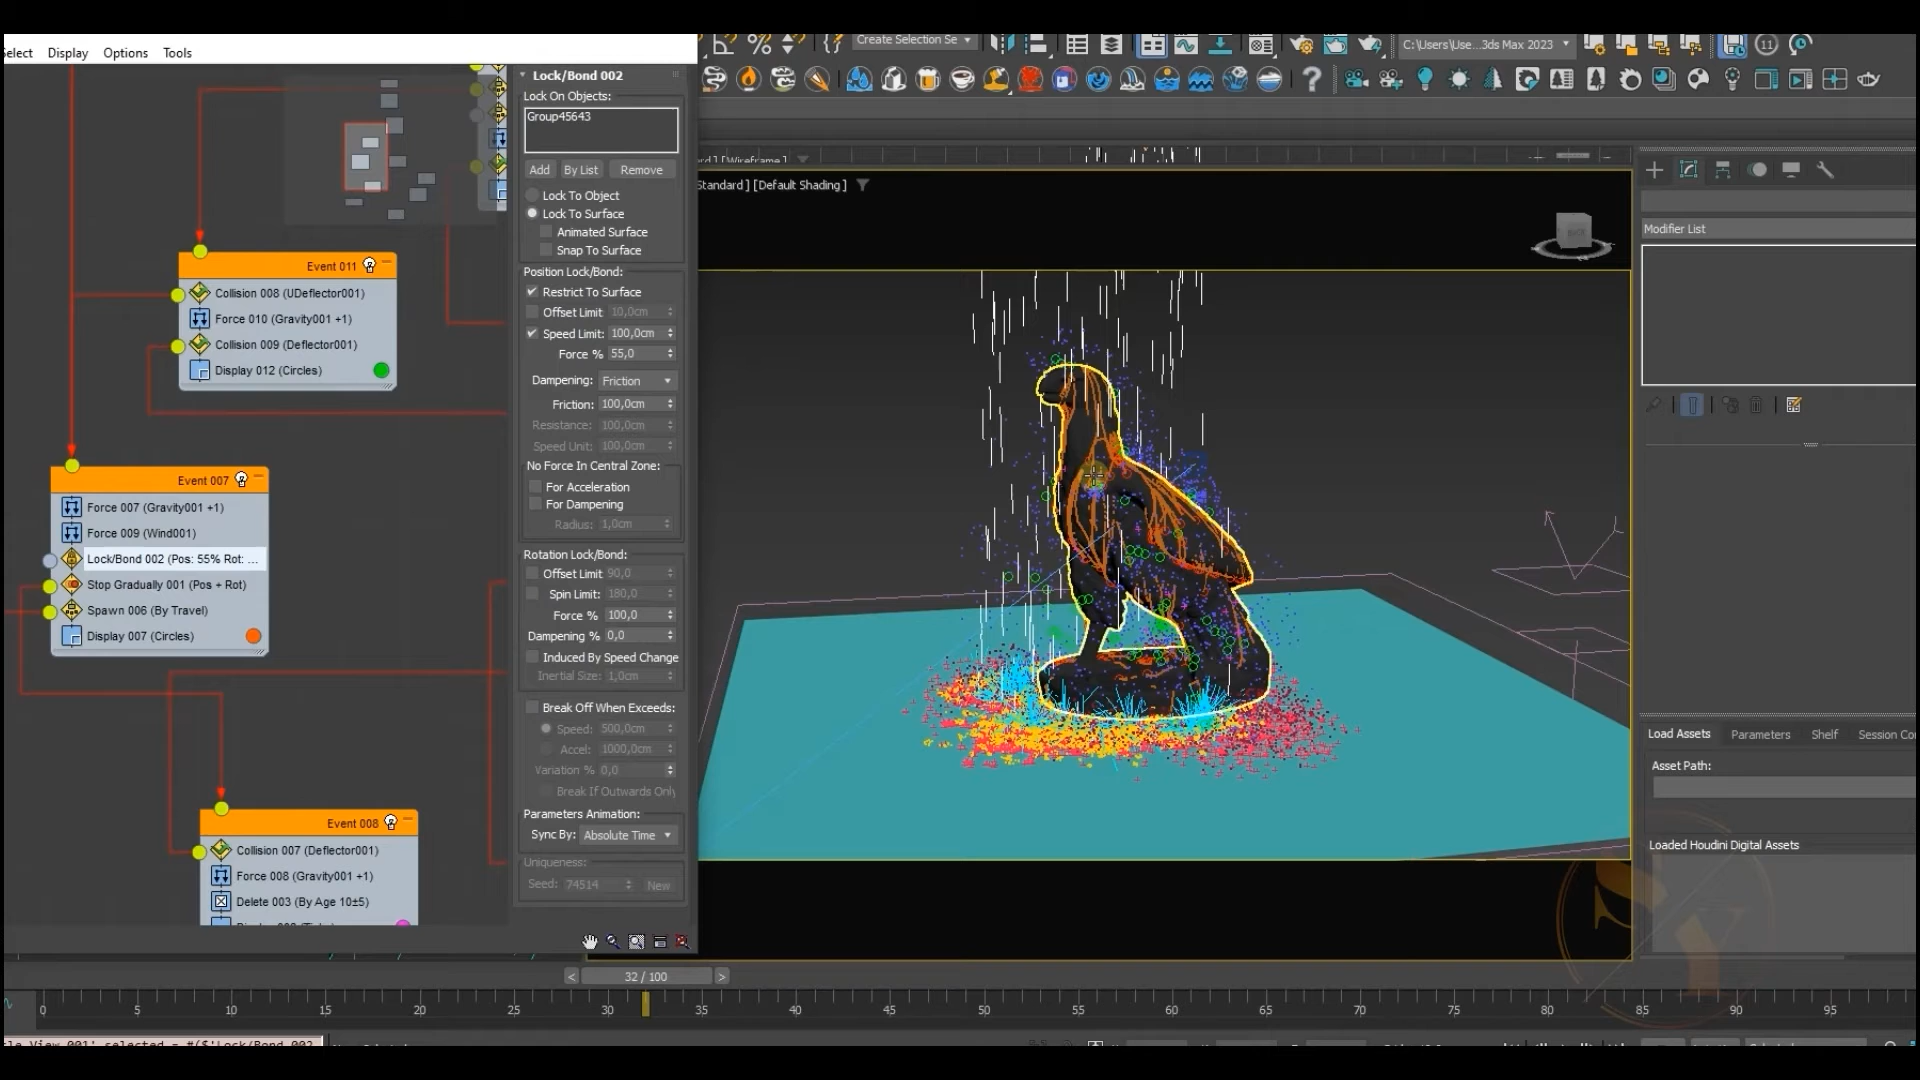 Select Display Options Tools
Create Selection Se
C:\Users\Use...3ds Max 2023
11
Standard ] [Default Shading ]
Event 011
Collision 008 (UDeflector001)
Force 010 (Gravity001 +1)
Collision 009 (Deflector001)
Display 012 (Circles)
Event 007
Force 007 (Gravity001 +1)
Force 009 (Wind001)
Lock/Bond 002 (Pos: 55% Rot: ...
Stop Gradually 001 (Pos + Rot)
Spawn 006 (By Travel)
Display 007 (Circles)
Event 008
Collision 007 (Deflector001)
Force 008 (Gravity001 +1)
Delete 003 (By Age 10±5)
Lock/Bond 002
Lock On Objects:
Group45643
Add By List Remove
Lock To Object
Lock To Surface
Animated Surface
Snap To Surface
Position Lock/Bond:
Restrict To Surface
Offset Limit 10,0cm
Speed Limit: 100,0cm
Force % 55,0
Dampening: Friction
Friction: 100,0cm
Resistance: 100,0cm
Speed Unit: 100,0cm
No Force In Central Zone:
For Acceleration
For Dampening
Radius: 1,0cm
Rotation Lock/Bond:
Offset Limit 90,0
Spin Limit: 180,0
Force % 100,0
Dampening % 0,0
Induced By Speed Change
Inertial Size: 1,0cm
Break Off When Exceeds:
Speed: 500,0cm
Accel: 1000,0cm
Variation % 0,0
Break If Outwards Only
Parameters Animation:
Sync By: Absolute Time
Uniqueness:
Seed: 74514 New
Modifier List
Load Assets Parameters Shelf Session Co
Asset Path:
Loaded Houdini Digital Assets
< 32 / 100 >
0 5 10 15 20 25 30 35 40 45 50 55 60 65 70 75 80 85 90 95